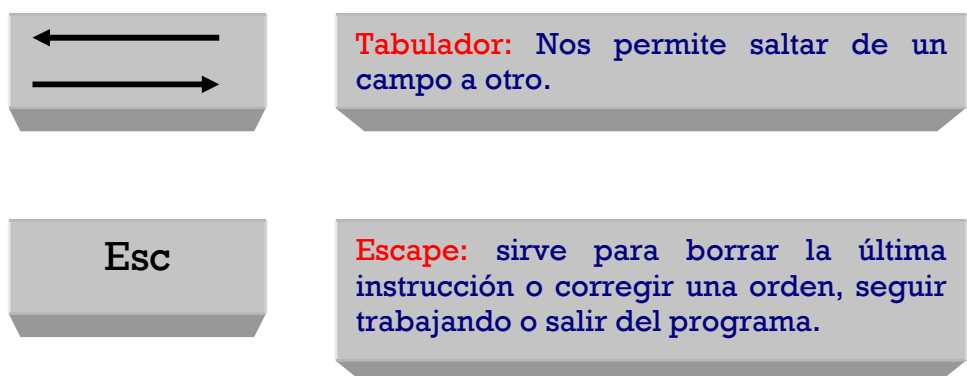 Tabulador: Nos permite saltar de un
campo a otro.
Esc
Escape: sirve para borrar la última
instrucción o corregir una orden, seguir
trabajando o salir del programa.